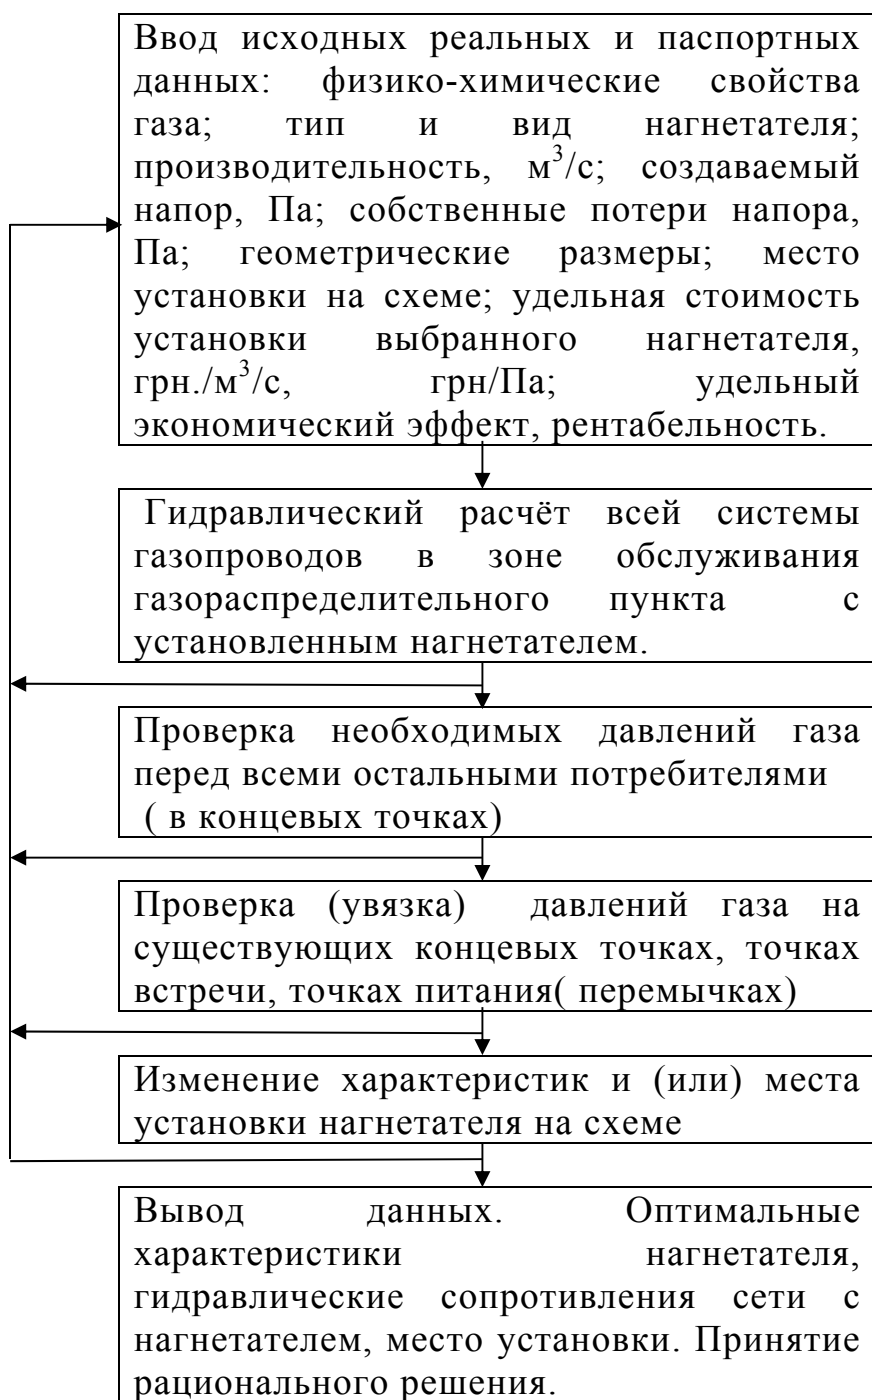 Ввод исходных реальных и паспортных
данных: физико-химические свойства
газа; тип и вид нагнетателя;
производительность, м³/с; создаваемый
напор, Па; собственные потери напора,
Па; геометрические размеры; место
установки на схеме; удельная стоимость
установки выбранного нагнетателя,
грн./м³/с, грн/Па; удельный
экономический эффект, рентабельность.
Гидравлический расчёт всей системы
газопроводов в зоне обслуживания
газораспределительного пункта с
установленным нагнетателем.
Проверка необходимых давлений газа
перед всеми остальными потребителями
( в концевых точках)
Проверка (увязка) давлений газа на
существующих концевых точках, точках
встречи, точках питания( перемычках)
Изменение характеристик и (или) места
установки нагнетателя на схеме
Вывод данных. Оптимальные
характеристики нагнетателя,
гидравлические сопротивления сети с
нагнетателем, место установки. Принятие
рационального решения.